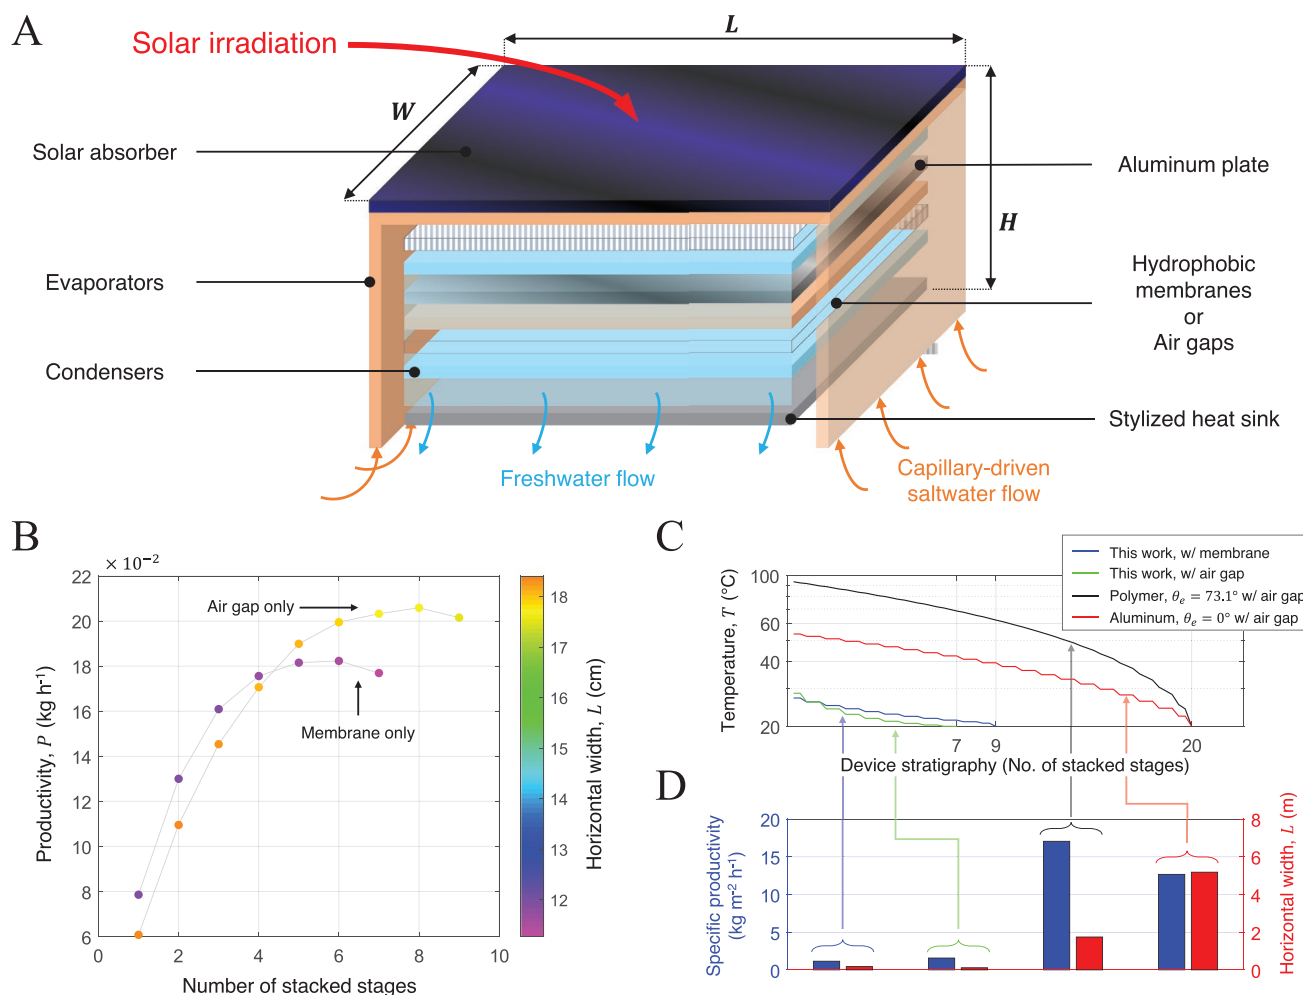 A
Solar irradiation
L
W
H
Solar absorber
Evaporators
Condensers
Aluminum plate
Hydrophobic
membranes
or
Air gaps
Stylized heat sink
Freshwater flow
Capillary-driven
saltwater flow
B
× 10⁻²
22
20
18
16
14
12
10
8
6
Productivity, P (kg h⁻¹)
Air gap only
Membrane only
0
2
4
6
8
10
Number of stacked stages
18
17
16
15
14
13
12
Horizontal width, L (cm)
C
This work, w/ membrane
This work, w/ air gap
Polymer, θₑ = 73.1° w/ air gap
Aluminum, θₑ = 0° w/ air gap
100
60
40
20
Temperature, T (°C)
7
9
20
Device stratigraphy (No. of stacked stages)
D
20
15
10
5
0
Specific productivity
(kg m⁻² h⁻¹)
8
6
4
2
0
Horizontal width, L (m)